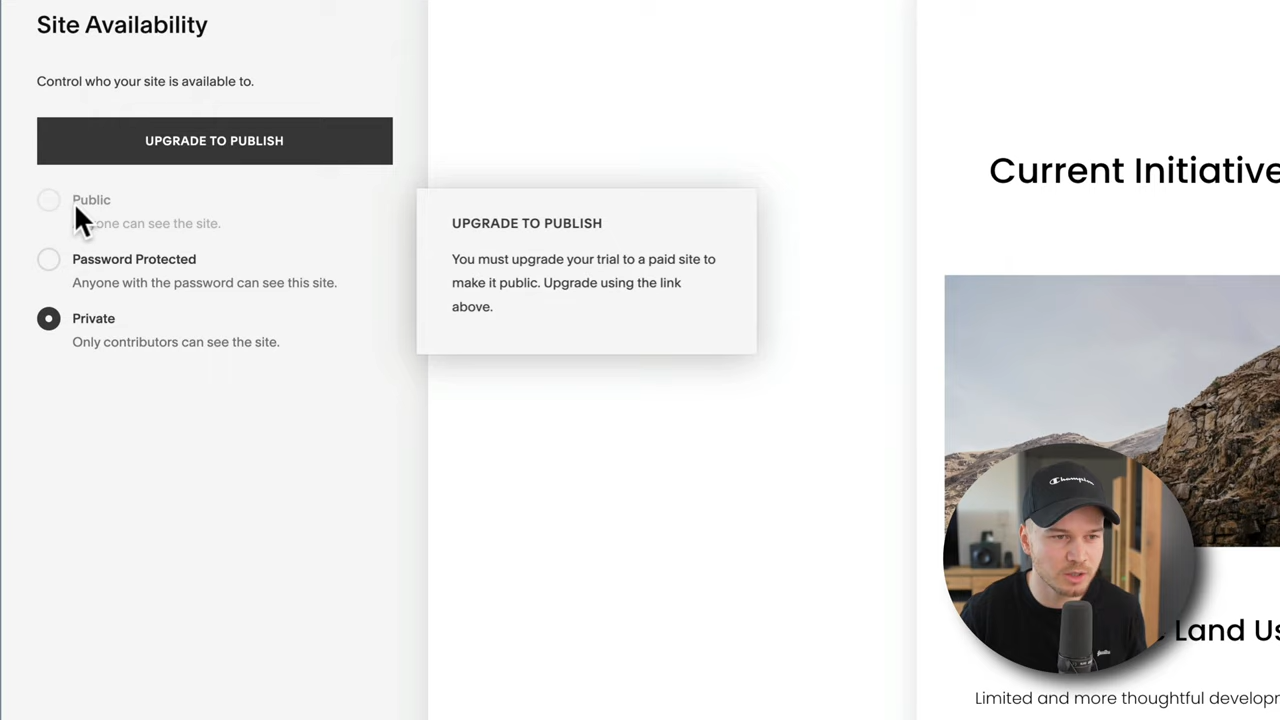 Site Availability
Control who your site is available to.
UPGRADE TO PUBLISH
Public
one can see the site.
Password Protected
Anyone with the password can see this site.
Private
Only contributors can see the site.
UPGRADE TO PUBLISH
You must upgrade your trial to a paid site to
make it public. Upgrade using the link
above.
Current Initiative
Champion
Land Us
Limited and more thoughtful developm